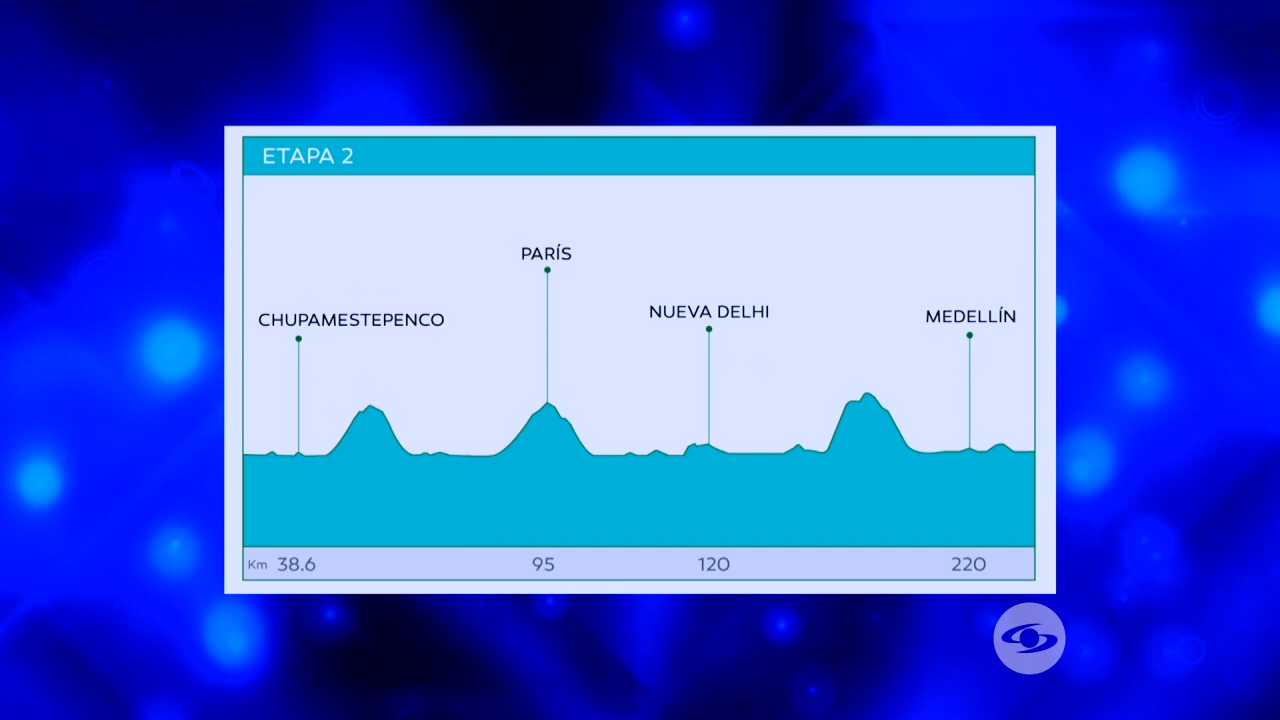 ETAPA 2
PARÍS
CHUPAMESTEPENCO
NUEVA DELHI
MEDELLÍN
Km 38.6 95 120 220